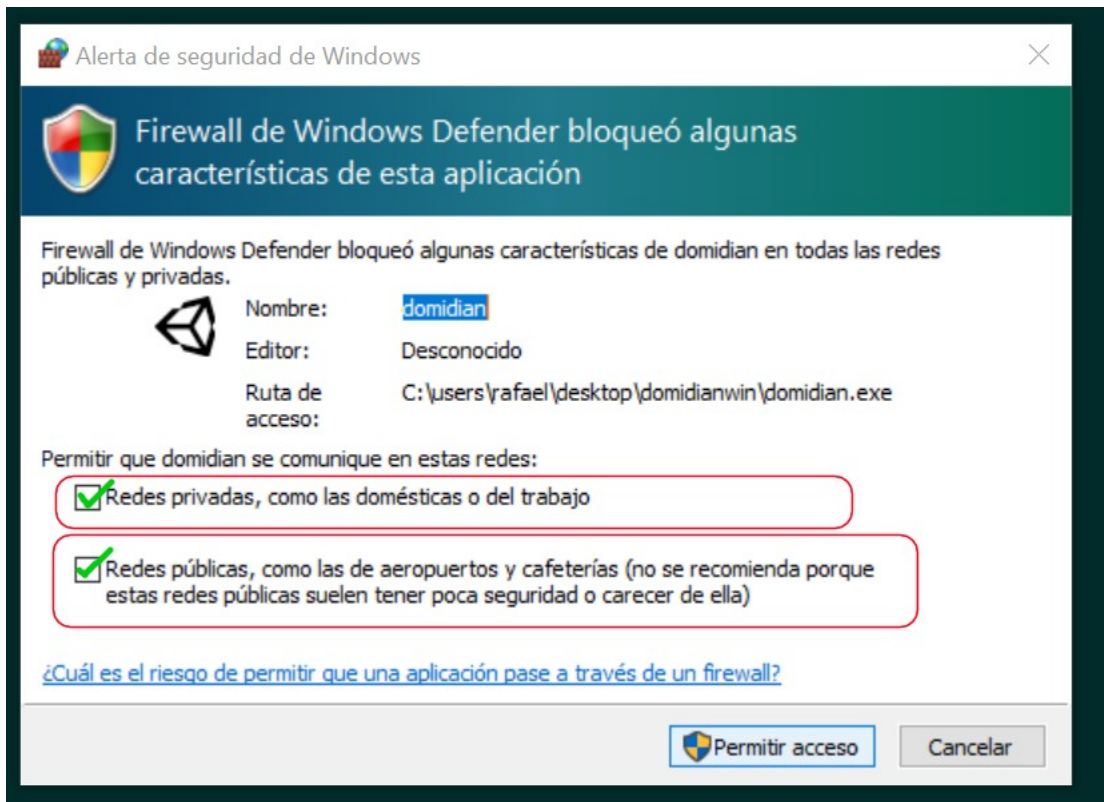 Alerta de seguridad de Windows
Firewall de Windows Defender bloqueó algunas
características de esta aplicación
Firewall de Windows Defender bloqueó algunas características de domidian en todas las redes
públicas y privadas.
Nombre: domidian
Editor: Desconocido
Ruta de C:\users\rafael\desktop\domidianwin\domidian.exe
acceso:
Permitir que domidian se comunique en estas redes:
Redes privadas, como las domésticas o del trabajo
Redes públicas, como las de aeropuertos y cafeterías (no se recomienda porque
estas redes públicas suelen tener poca seguridad o carecer de ella)
¿Cuál es el riesgo de permitir que una aplicación pase a través de un firewall?
Permitir acceso Cancelar